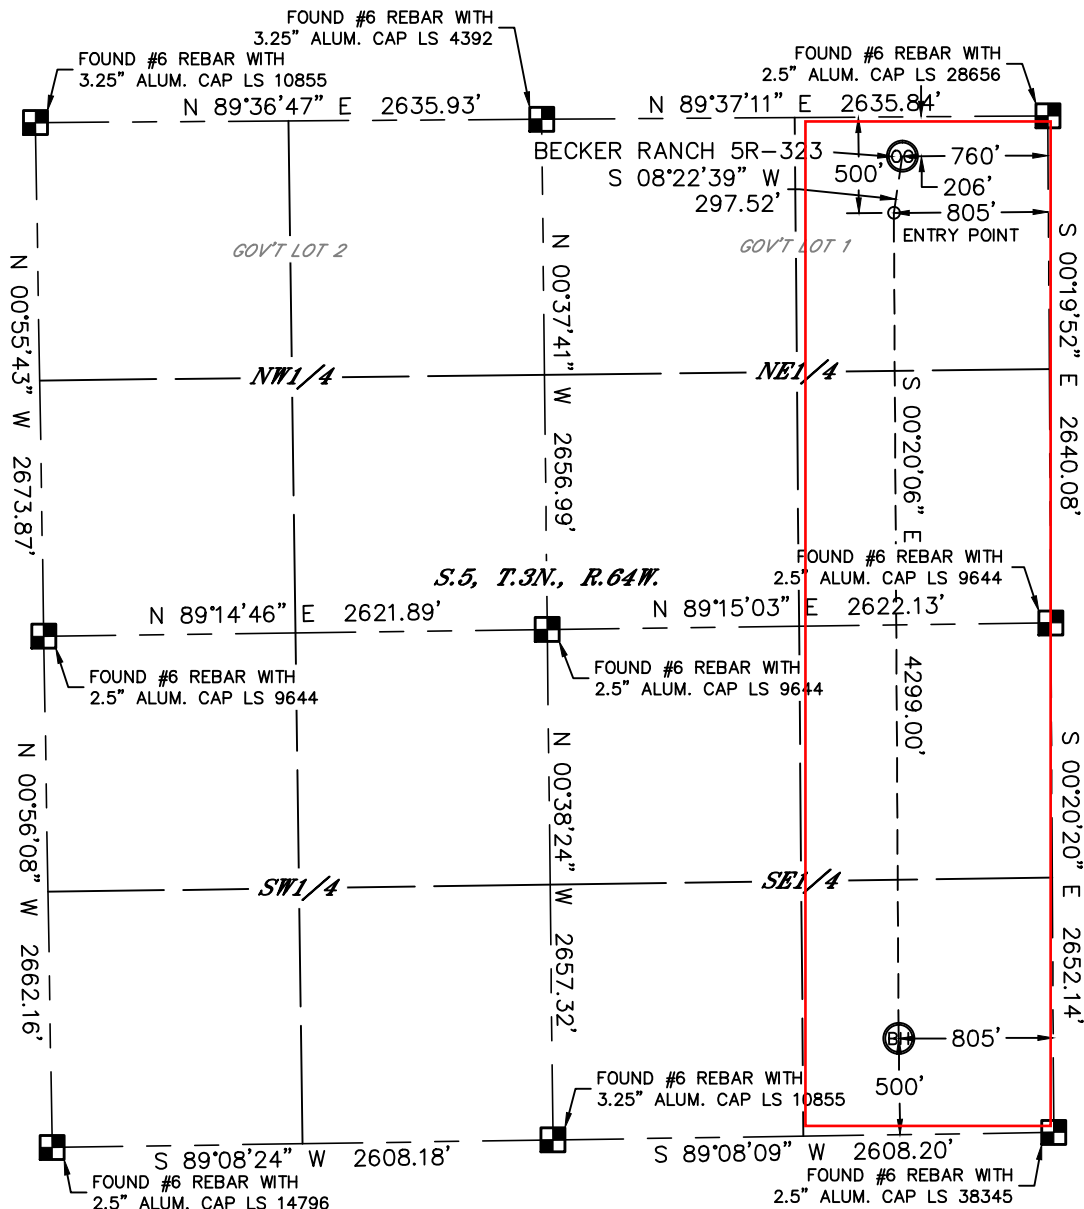 FOUND #6 REBAR WITH
3.25" ALUM. CAP LS 4392
FOUND #6 REBAR WITH
3.25" ALUM. CAP LS 10855
FOUND #6 REBAR WITH
2.5" ALUM. CAP LS 28656
N 89°36'47" E 2635.93'
N 89°37'11" E 2635.84'
BECKER RANCH 5R-323
OG
760'
500'
S 08°22'39" W
297.52'
206'
805'
ENTRY POINT
GOV'T LOT 2
GOV'T LOT 1
N 00°55'43" W 2673.87'
N 00°37'41" W 2656.99'
S 00°19'52" E 2640.08'
NW1/4
NE1/4
S 00°20'06" E 4299.00'
S.5, T.3N., R.64W.
FOUND #6 REBAR WITH
2.5" ALUM. CAP LS 9644
N 89°14'46" E 2621.89'
N 89°15'03" E 2622.13'
FOUND #6 REBAR WITH
2.5" ALUM. CAP LS 9644
FOUND #6 REBAR WITH
2.5" ALUM. CAP LS 9644
N 00°56'08" W 2662.16'
N 00°38'24" W 2657.32'
S 00°20'20" E 2652.14'
SW1/4
SE1/4
BH
805'
500'
FOUND #6 REBAR WITH
3.25" ALUM. CAP LS 10855
S 89°08'24" W 2608.18'
S 89°08'09" W 2608.20'
FOUND #6 REBAR WITH
2.5" ALUM. CAP LS 14796
FOUND #6 REBAR WITH
2.5" ALUM. CAP LS 38345